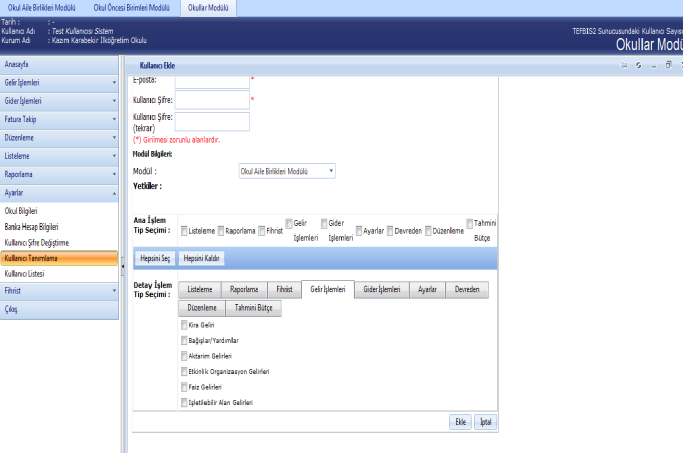 Okul Aile Birlikleri Modülü Okul Öncesi Birimleri Modülü Okullar Modülü
Tarih : : -
Kullanıcı Adı : Test Kullanıcısı Sistem
Kurum Adı : Kazım Karabekir İlköğretim Okulu
TEFBIS2 Sunucusundaki Kullanıcı Sayısı
Okullar Modü
Anasayfa
Gelir İşlemleri
Gider İşlemleri
Fatura Takip
Düzenleme
Listeleme
Raporlama
Ayarlar
Okul Bilgileri
Banka Hesap Bilgileri
Kullanıcı Şifre Değiştirme
Kullanıcı Tanımlama
Kullanıcı Listesi
Fihrist
Çıkış
Kullanıcı Ekle
E-posta: *
Kullanıcı Şifre: *
Kullanıcı Şifre:
(tekrar)
(*) Girilmesi zorunlu alanlardır.
Modül Bilgileri:
Modül : Okul Aile Birlikleri Modülü
Yetkiler :
Ana İşlem
Tip Seçimi : Listeleme Raporlama Fihrist Gelir İşlemleri Gider İşlemleri Ayarlar Devreden Düzenleme Tahmini Bütçe
Hepsini Seç Hepsini Kaldır
Detay İşlem
Tip Seçimi :
Listeleme Raporlama Fihrist Gelir İşlemleri Gider İşlemleri Ayarlar Devreden
Düzenleme Tahmini Bütçe
Kira Geliri
Bağışlar/Yardımlar
Aktarım Gelirleri
Etkinlik Organizasyon Gelirleri
Faiz Gelirleri
İşletilebilir Alan Gelirleri
Ekle İptal